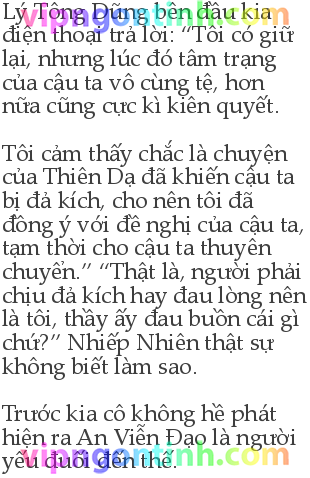 Lý Tông Dũng bên đầu kia
điện thoại trả lời: “Tôi có giữ
lại, nhưng lúc đó tâm trạng
của cậu ta vô cùng tệ, hơn
nữa cũng cực kì kiên quyết.
Tôi cảm thấy chắc là chuyện
của Thiên Dạ đã khiến cậu ta
bị đả kích, cho nên tôi đã
đồng ý với đề nghị của cậu ta,
tạm thời cho cậu ta thuyên
chuyển.” “Thật là, người phải
chịu đả kích hay đau lòng nên
là tôi, thầy ấy đau buồn cái gì
chứ?” Nhiếp Nhiên thật sự
không biết làm sao.
Trước kia cô không hề phát
hiện ra An Viễn Đạo là người
yếu đuối đến thế.
vipngontinh.com
vipngontinh.com